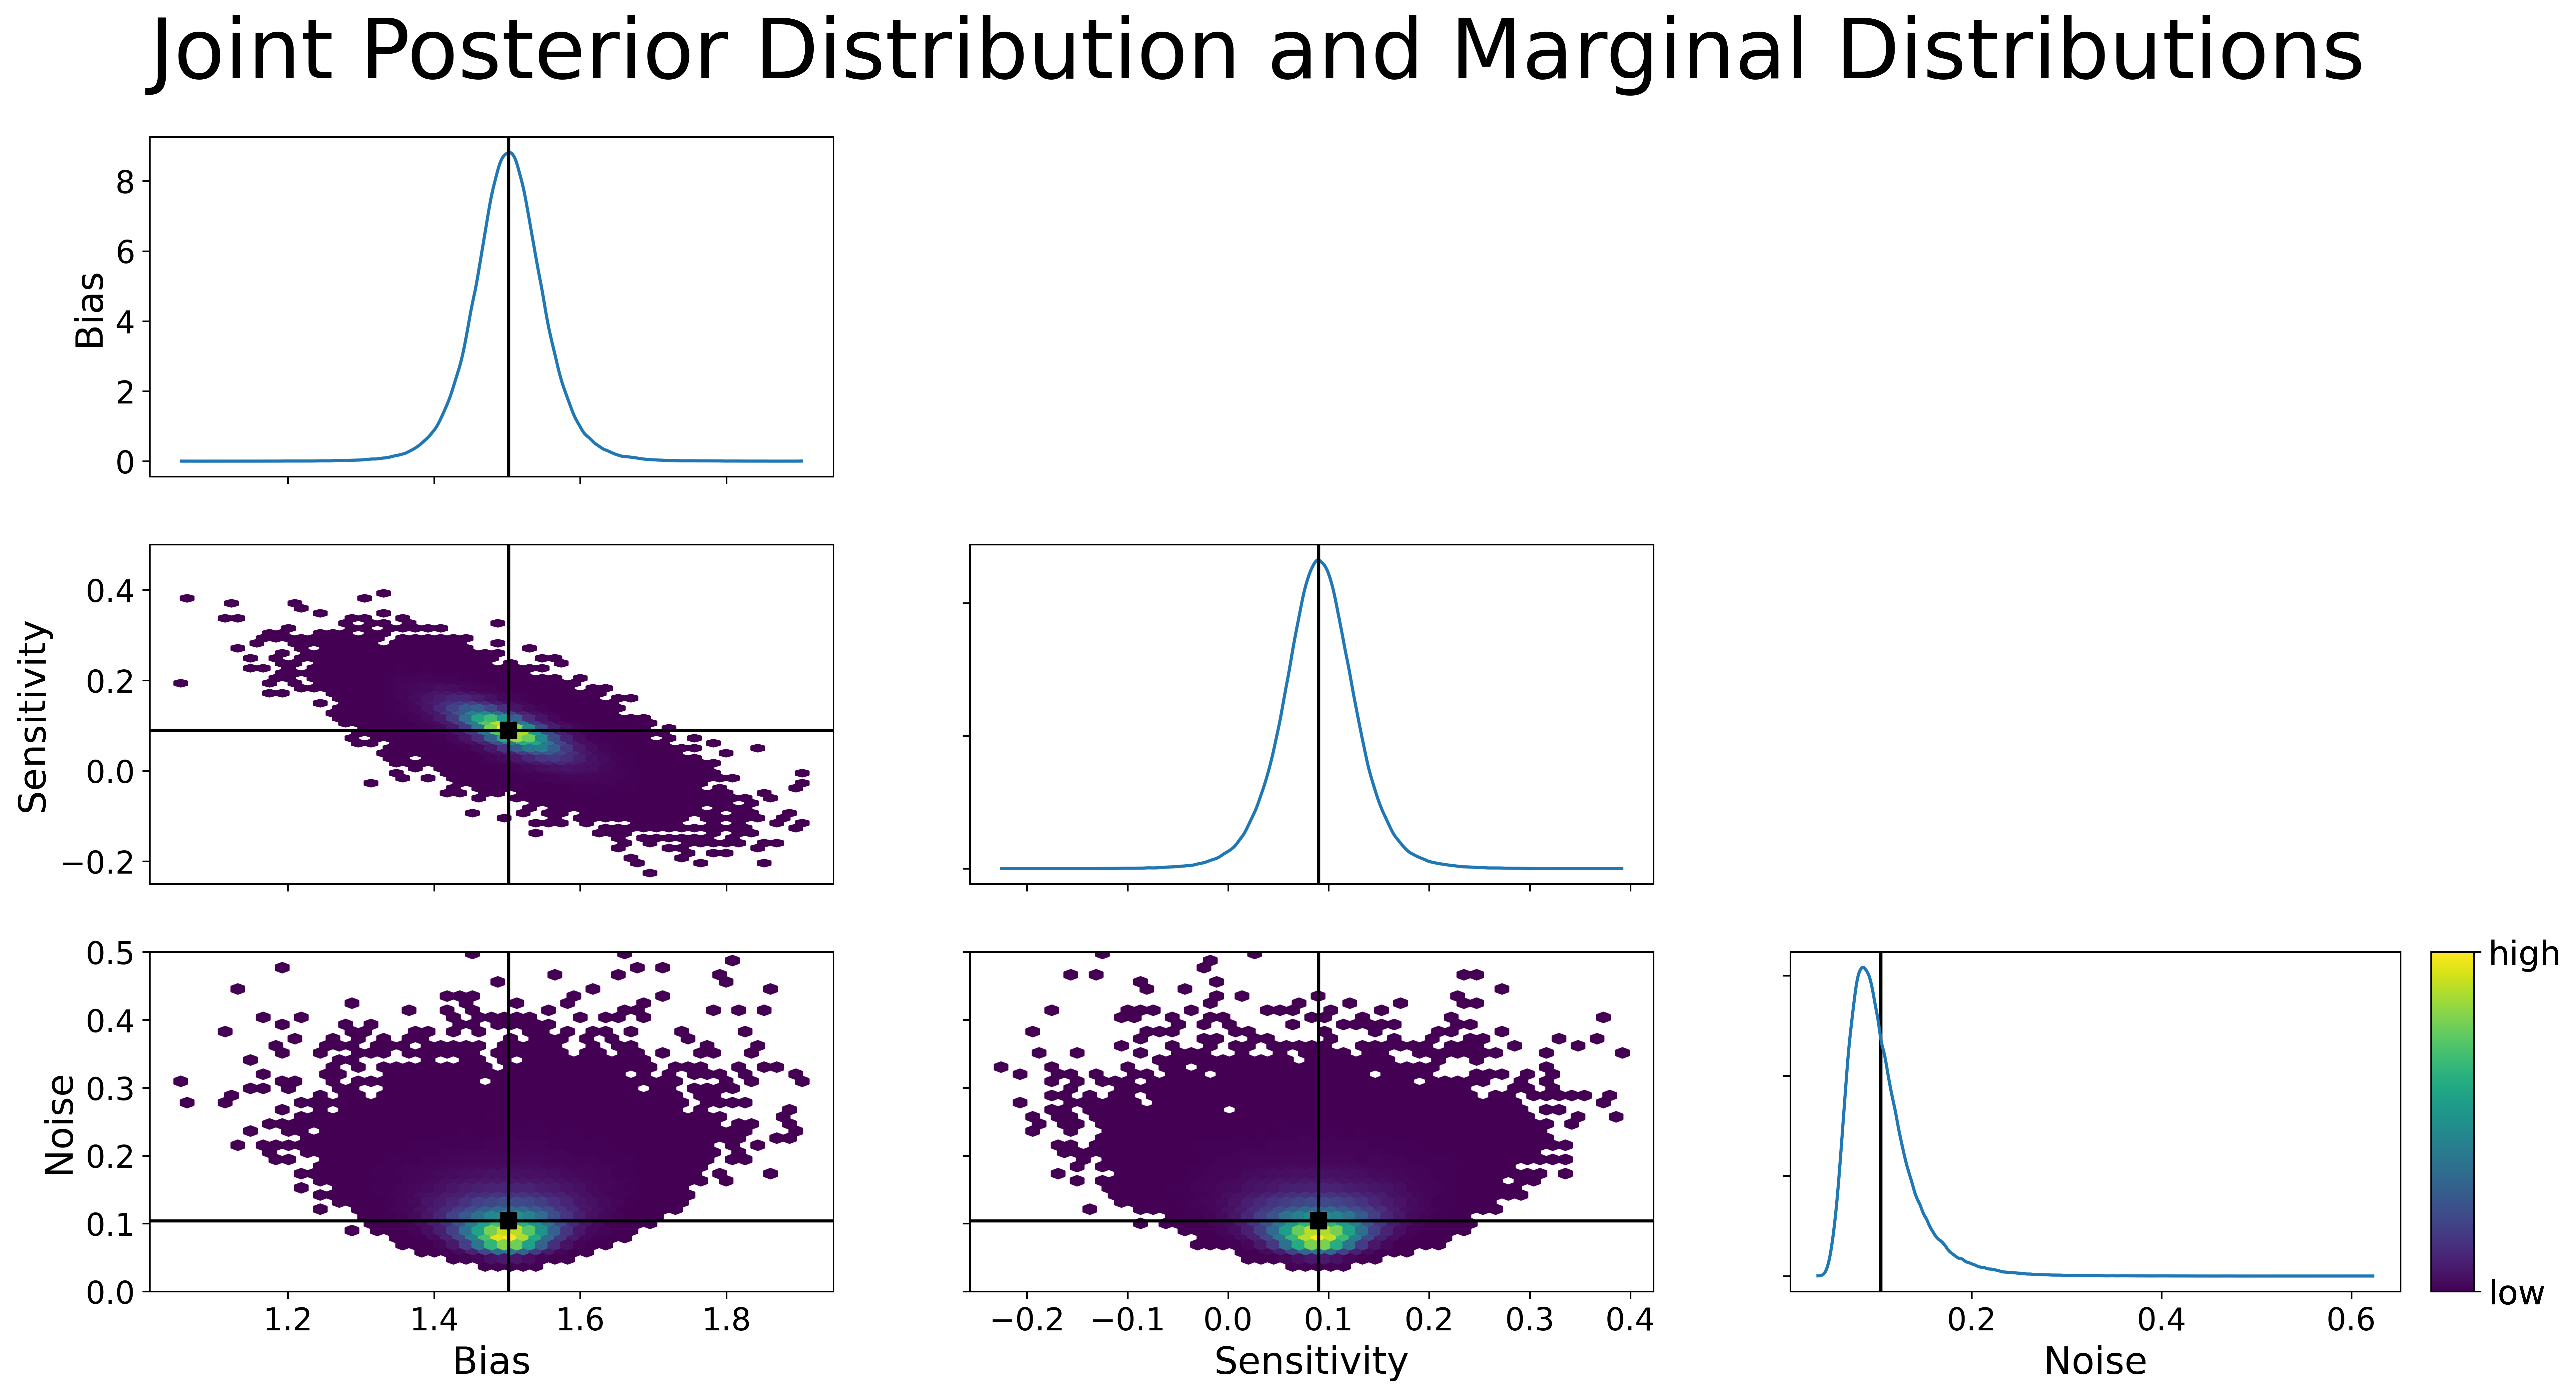 Joint Posterior Distribution and Marginal Distributions
8
6
4
2
0
Bias
0.4
0.2
0.0
−0.2
Sensitivity
0.5
0.4
0.3
0.2
0.1
0.0
Noise
high
low
1.2 1.4 1.6 1.8
−0.2 −0.1 0.0 0.1 0.2 0.3 0.4
0.2 0.4 0.6
Bias
Sensitivity
Noise